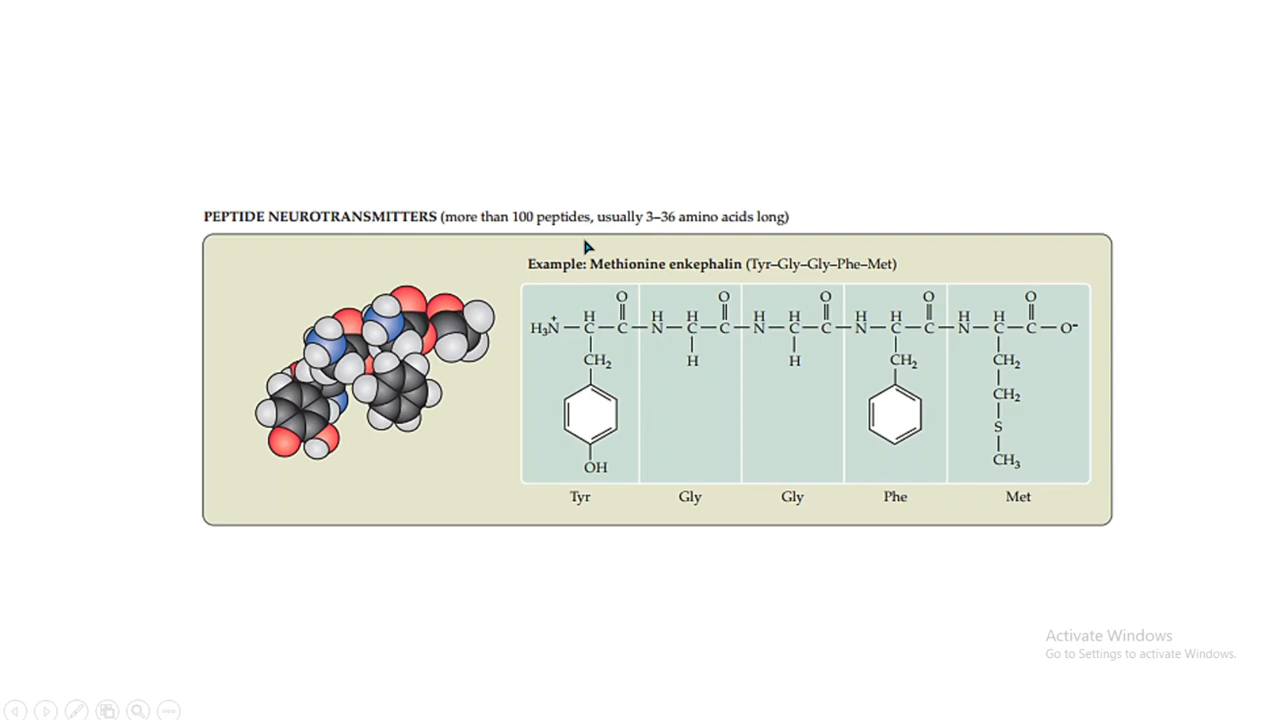 PEPTIDE NEUROTRANSMITTERS (more than 100 peptides, usually 3–36 amino acids long)
Example: Methionine enkephalin (Tyr–Gly–Gly–Phe–Met)
O O O O O
H H H H H H H H H
H₃N⁺—C—C—N—C—C—N—C—C—N—C—C—N—C—C—O⁻
CH₂ H H CH₂ CH₂
CH₂
S
CH₃
OH
Tyr Gly Gly Phe Met
Activate Windows
Go to Settings to activate Windows.